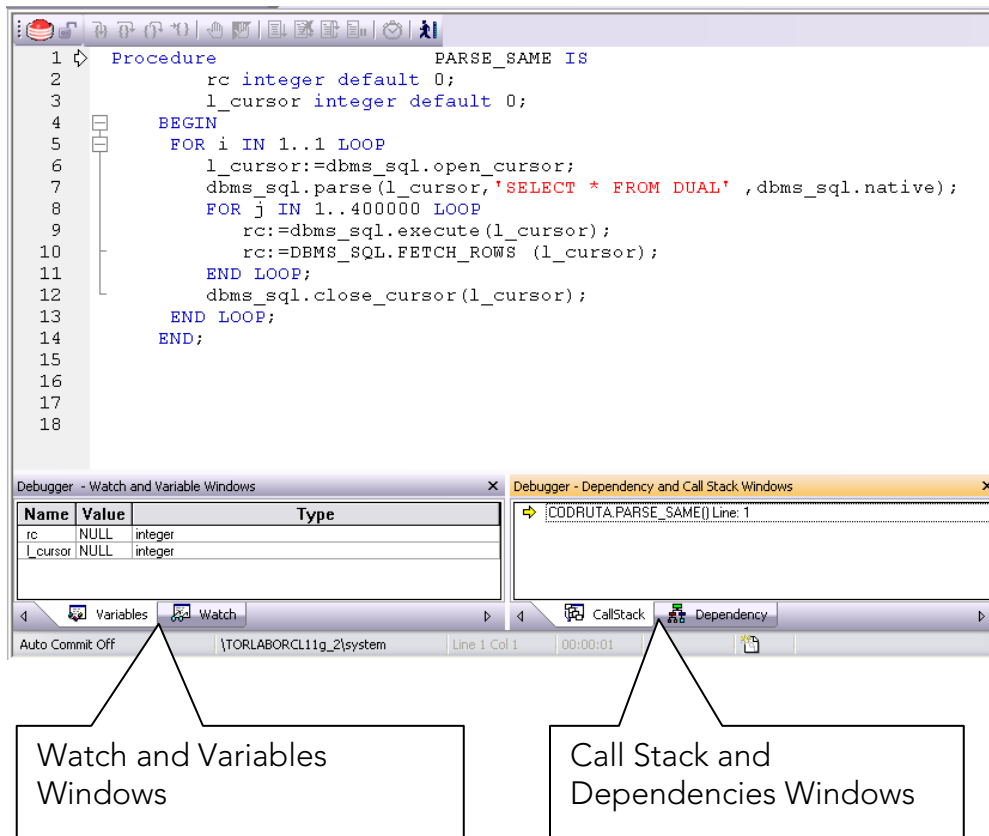 1 Procedure PARSE_SAME IS
2 rc integer default 0;
3 l_cursor integer default 0;
4 BEGIN
5 FOR i IN 1..1 LOOP
6 l_cursor:=dbms_sql.open_cursor;
7 dbms_sql.parse(l_cursor,'SELECT * FROM DUAL' ,dbms_sql.native);
8 FOR j IN 1..400000 LOOP
9 rc:=dbms_sql.execute(l_cursor);
10 rc:=DBMS_SQL.FETCH_ROWS (l_cursor);
11 END LOOP;
12 dbms_sql.close_cursor(l_cursor);
13 END LOOP;
14 END;
15
16
17
18
Debugger - Watch and Variable Windows
Name Value Type
rc NULL integer
l_cursor NULL integer
Variables Watch
Debugger - Dependency and Call Stack Windows
CODRUTA.PARSE_SAME() Line: 1
CallStack Dependency
Auto Commit Off \TORLABORCL11g_2\system Line 1 Col 1 00:00:01
Watch and Variables
Windows
Call Stack and
Dependencies Windows